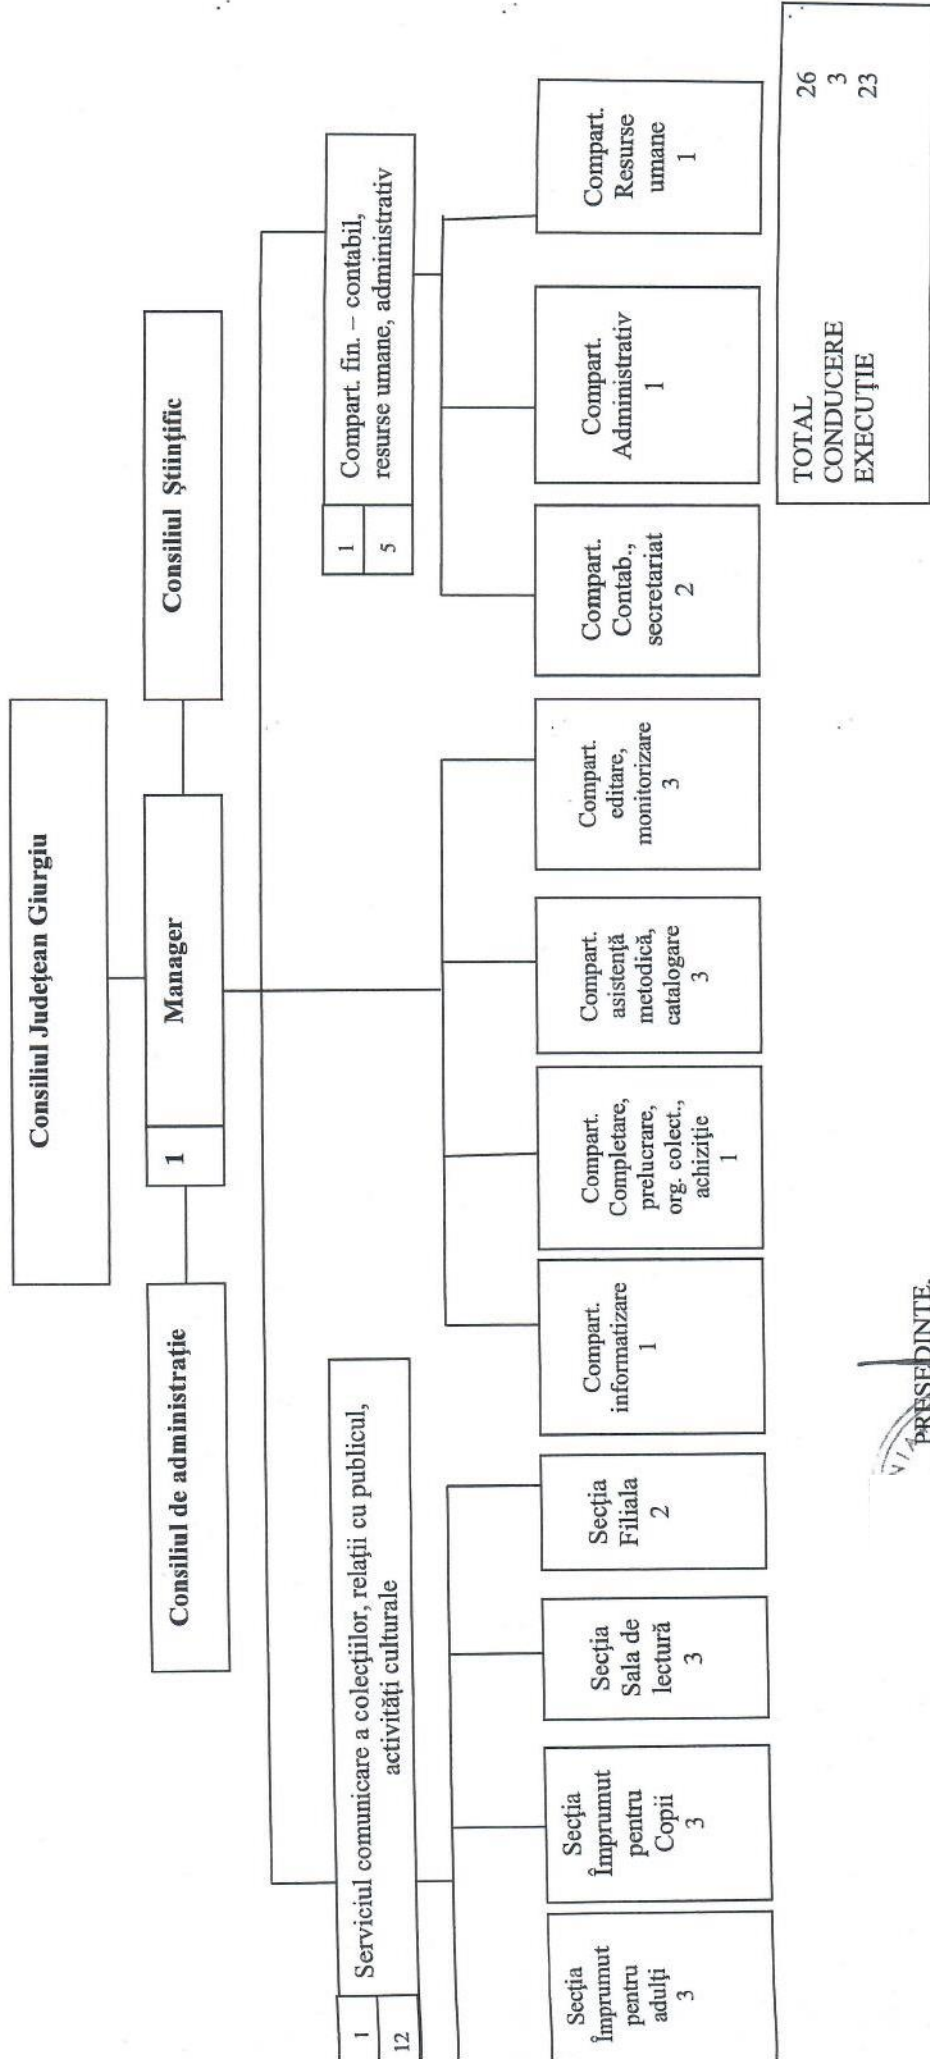 Consiliul Județean Giurgiu
Consiliul de administrație
1
Manager
Consiliul Ştiințific
1
12
Serviciul comunicare a colecțiilor, relații cu publicul,
activități culturale
1
5
Compart. fin. – contabil,
resurse umane, administrativ
Secția
Împrumut
pentru
adulți
3
Secția
Împrumut
pentru
Copii
3
Secția
Sala de
lectură
3
Secția
Filiala
2
Compart.
informatizare
1
Compart.
Completare,
prelucrare,
org. colect.,
achiziție
1
Compart.
asistență
metodică,
catalogare
3
Compart.
editare,
monitorizare
3
Compart.
Contab.,
secretariat
2
Compart.
Administrativ
1
Compart.
Resurse
umane
1
TOTAL 26
CONDUCERE 3
EXECUȚIE 23
PRESEDINTE,